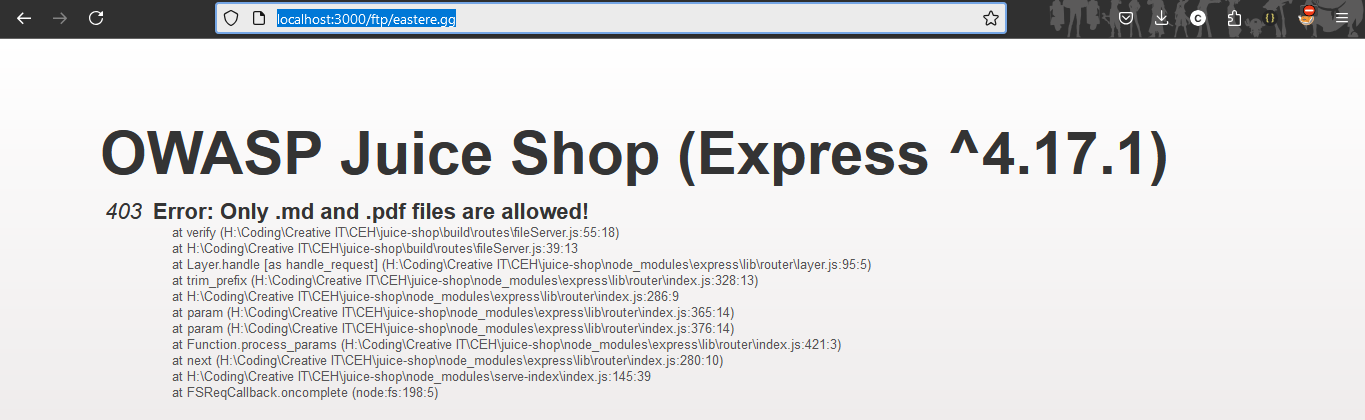 localhost:3000/ftp/eastere.gg
OWASP Juice Shop (Express ^4.17.1)
403 Error: Only .md and .pdf files are allowed!
at verify (H:\Coding\Creative IT\CEH\juice-shop\build\routes\fileServer.js:55:18)
at H:\Coding\Creative IT\CEH\juice-shop\build\routes\fileServer.js:39:13
at Layer.handle [as handle_request] (H:\Coding\Creative IT\CEH\juice-shop\node_modules\express\lib\router\layer.js:95:5)
at trim_prefix (H:\Coding\Creative IT\CEH\juice-shop\node_modules\express\lib\router\index.js:328:13)
at H:\Coding\Creative IT\CEH\juice-shop\node_modules\express\lib\router\index.js:286:9
at param (H:\Coding\Creative IT\CEH\juice-shop\node_modules\express\lib\router\index.js:365:14)
at param (H:\Coding\Creative IT\CEH\juice-shop\node_modules\express\lib\router\index.js:376:14)
at Function.process_params (H:\Coding\Creative IT\CEH\juice-shop\node_modules\express\lib\router\index.js:421:3)
at next (H:\Coding\Creative IT\CEH\juice-shop\node_modules\express\lib\router\index.js:280:10)
at H:\Coding\Creative IT\CEH\juice-shop\node_modules\serve-index\index.js:145:39
at FSReqCallback.oncomplete (node:fs:198:5)